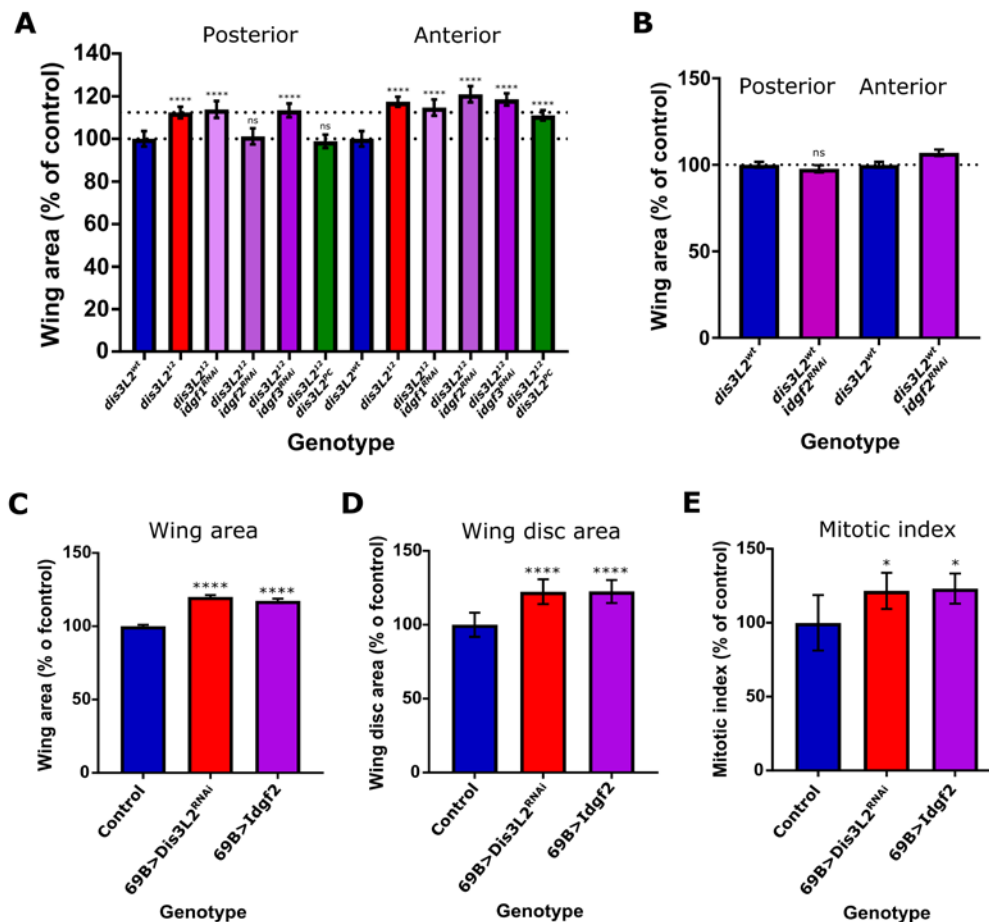 A
Posterior
Anterior
Wing area (% of control)
140
120
100
80
60
40
20
0
**** **** ns **** ns **** **** **** **** ****
dis3L2wt
dis3L212
dis3L212 idgf1RNAi
dis3L212 idgf2RNAi
dis3L212 idgf3RNAi
dis3L212 dis3L2PC
dis3L2wt
dis3L212
dis3L212 idgf1RNAi
dis3L212 idgf2RNAi
dis3L212 idgf3RNAi
dis3L212 dis3L2PC
Genotype
B
Posterior
Anterior
Wing area (% of control)
150
100
50
0
ns
dis3L2wt
dis3L2wt idgf2RNAi
dis3L2wt
dis3L2wt idgf2RNAi
Genotype
C
Wing area
Wing area (% o fcontrol)
150
100
50
0
**** ****
Control
69B>Dis3L2RNAi
69B>Idgf2
Genotype
D
Wing disc area
Wing disc area (% o fcontrol)
150
100
50
0
**** ****
Control
69B>Dis3L2RNAi
69B>Idgf2
Genotype
E
Mitotic index
Mitotic index (% of control)
150
100
50
0
* *
Control
69B>Dis3L2RNAi
69B>Idgf2
Genotype